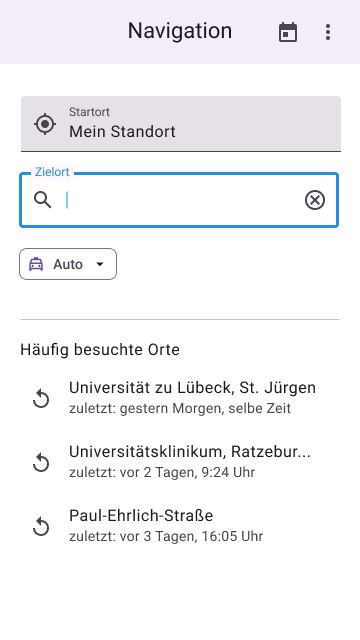 Navigation
Startort
Mein Standort
Zielort
Auto
Häufig besuchte Orte
Universität zu Lübeck, St. Jürgen
zuletzt: gestern Morgen, selbe Zeit
Universitätsklinikum, Ratzebur...
zuletzt: vor 2 Tagen, 9:24 Uhr
Paul-Ehrlich-Straße
zuletzt: vor 3 Tagen, 16:05 Uhr